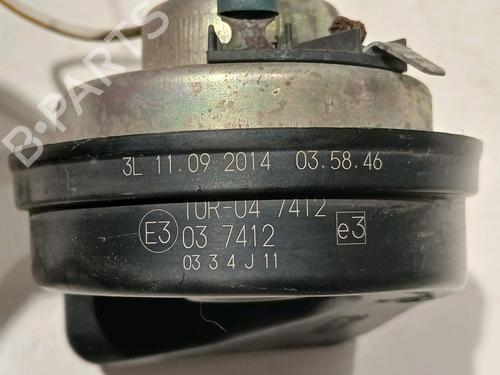 B-PARTS
3L 11.09 2014 03.58.46
10R-04 7412
E3 03 7412 e3
03 3 4 J 11